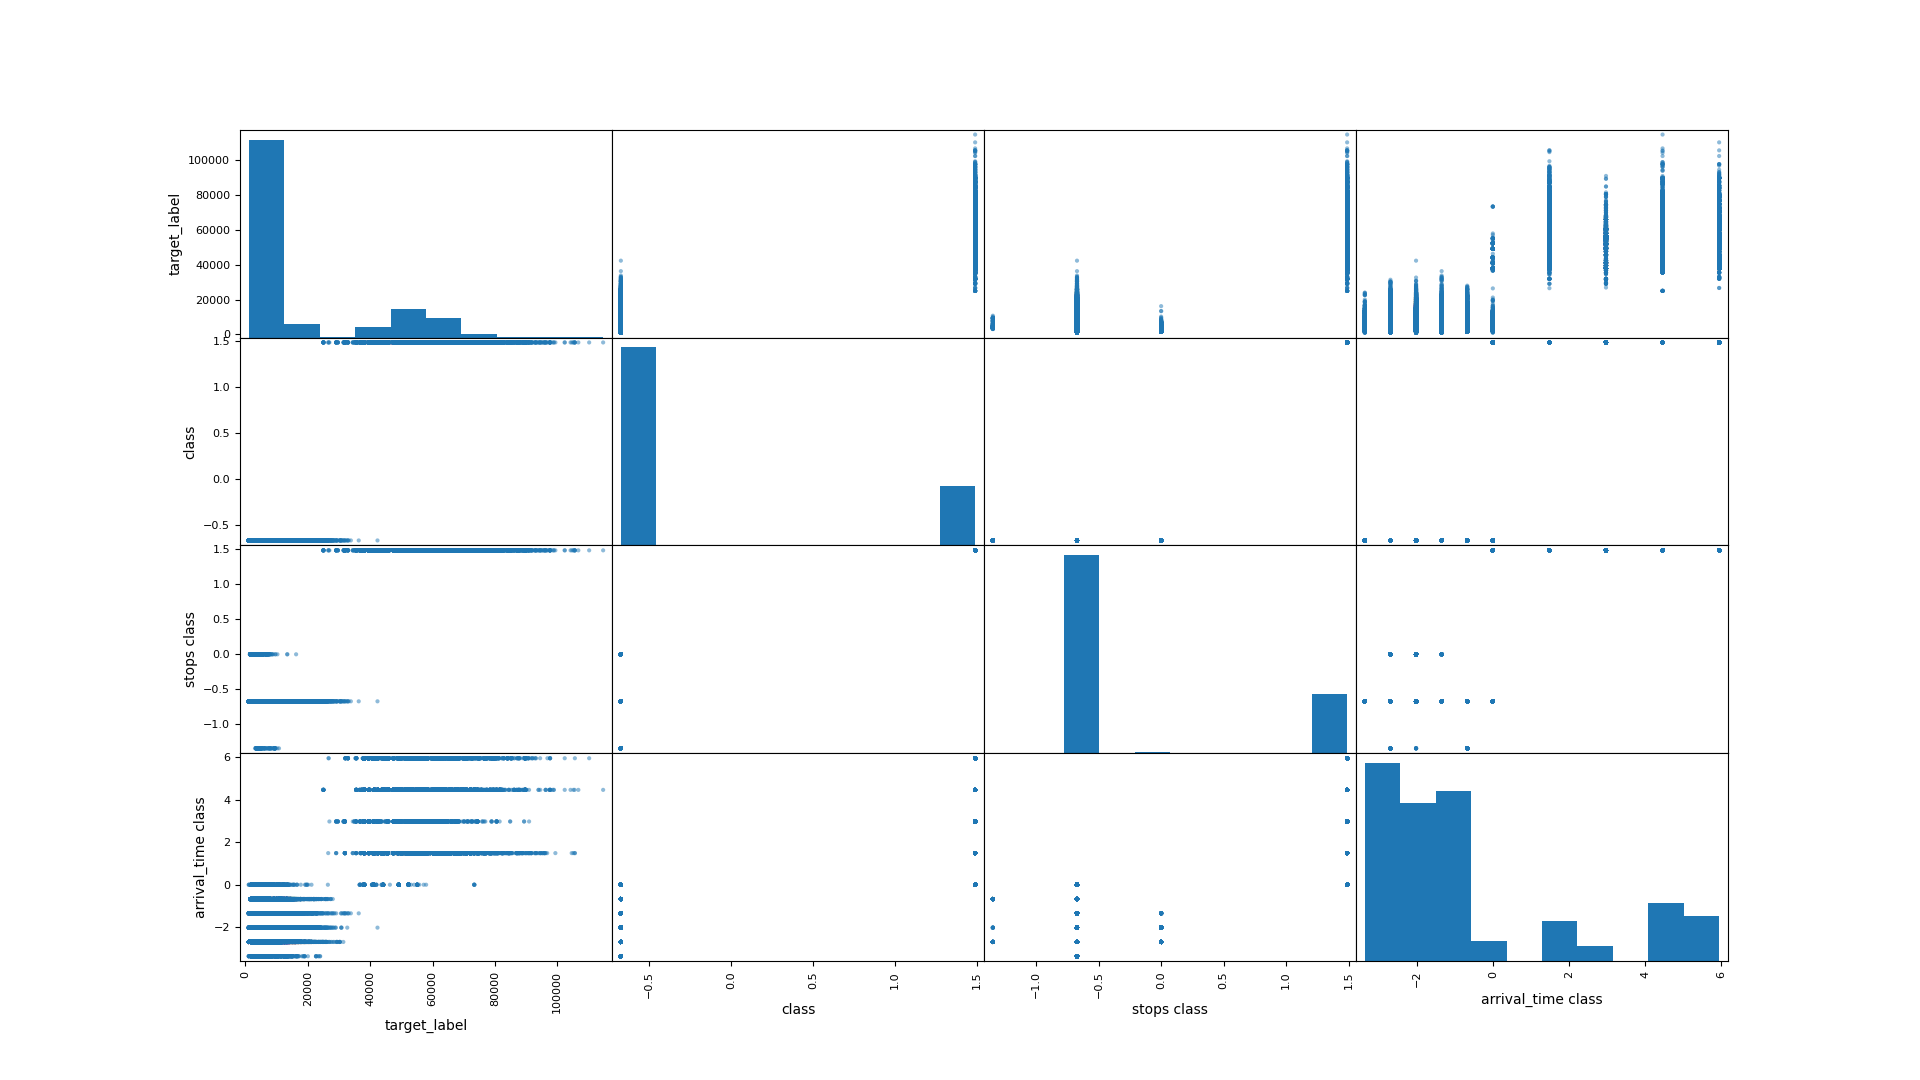 100000
80000
60000
40000
20000
0
target_label
1.5
1.0
0.5
0.0
−0.5
class
1.5
1.0
0.5
0.0
−0.5
−1.0
stops class
6
4
2
0
−2
arrival_time class
0 20000 40000 60000 80000 100000
target_label
−0.5 0.0 0.5 1.0 1.5
class
−1.0 −0.5 0.0 0.5 1.0 1.5
stops class
−2 0 2 4 6
arrival_time class